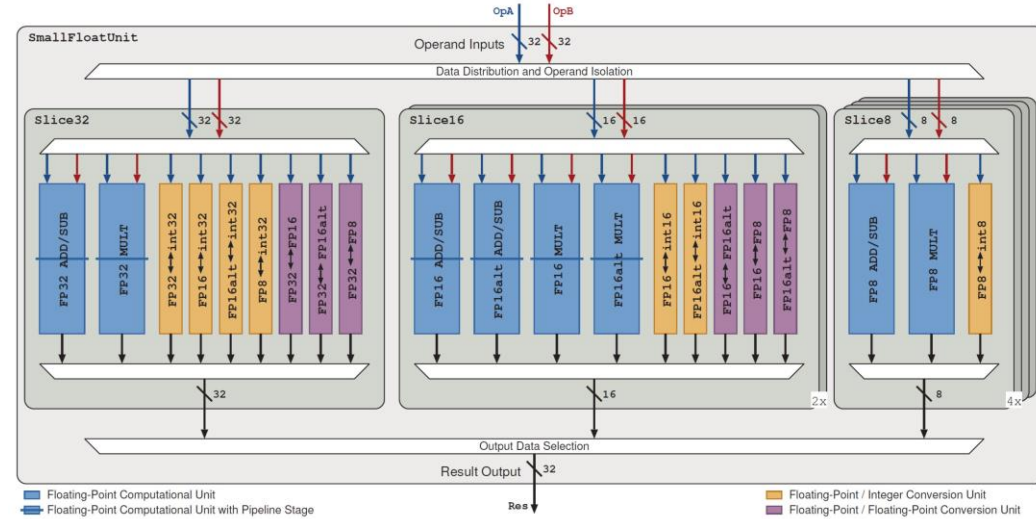 OpA OpB
SmallFloatUnit
Operand Inputs 32 32
Data Distribution and Operand Isolation
Slice32 32 32
Slice16 16 16
Slice8 8 8
FP32 ADD/SUB
FP32 MULT
FP32↔int32
FP16↔int32
FP16alt↔int32
FP8↔int32
FP32↔FP16
FP32↔FP16alt
FP32↔FP8
FP16 ADD/SUB
FP16alt ADD/SUB
FP16 MULT
FP16alt MULT
FP16↔int16
FP16alt↔int16
FP16↔FP16alt
FP16↔FP8
FP16alt↔FP8
FP8 ADD/SUB
FP8 MULT
FP8↔int8
32
16
2x
8
4x
Output Data Selection
Result Output 32
Res
Floating-Point Computational Unit
Floating-Point Computational Unit with Pipeline Stage
Floating-Point / Integer Conversion Unit
Floating-Point / Floating-Point Conversion Unit